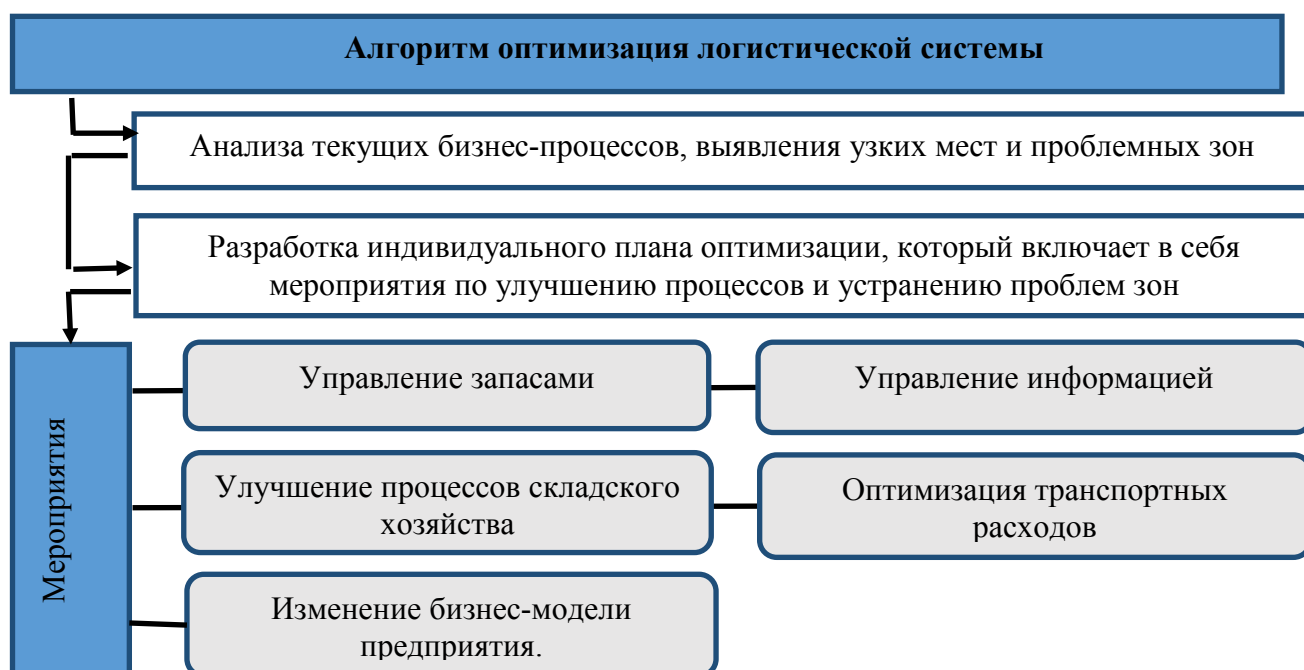 Алгоритм оптимизация логистической системы
Анализа текущих бизнес-процессов, выявления узких мест и проблемных зон
Разработка индивидуального плана оптимизации, который включает в себя
мероприятия по улучшению процессов и устранению проблем зон
Мероприятия
Управление запасами
Управление информацией
Улучшение процессов складского
хозяйства
Оптимизация транспортных
расходов
Изменение бизнес-модели
предприятия.